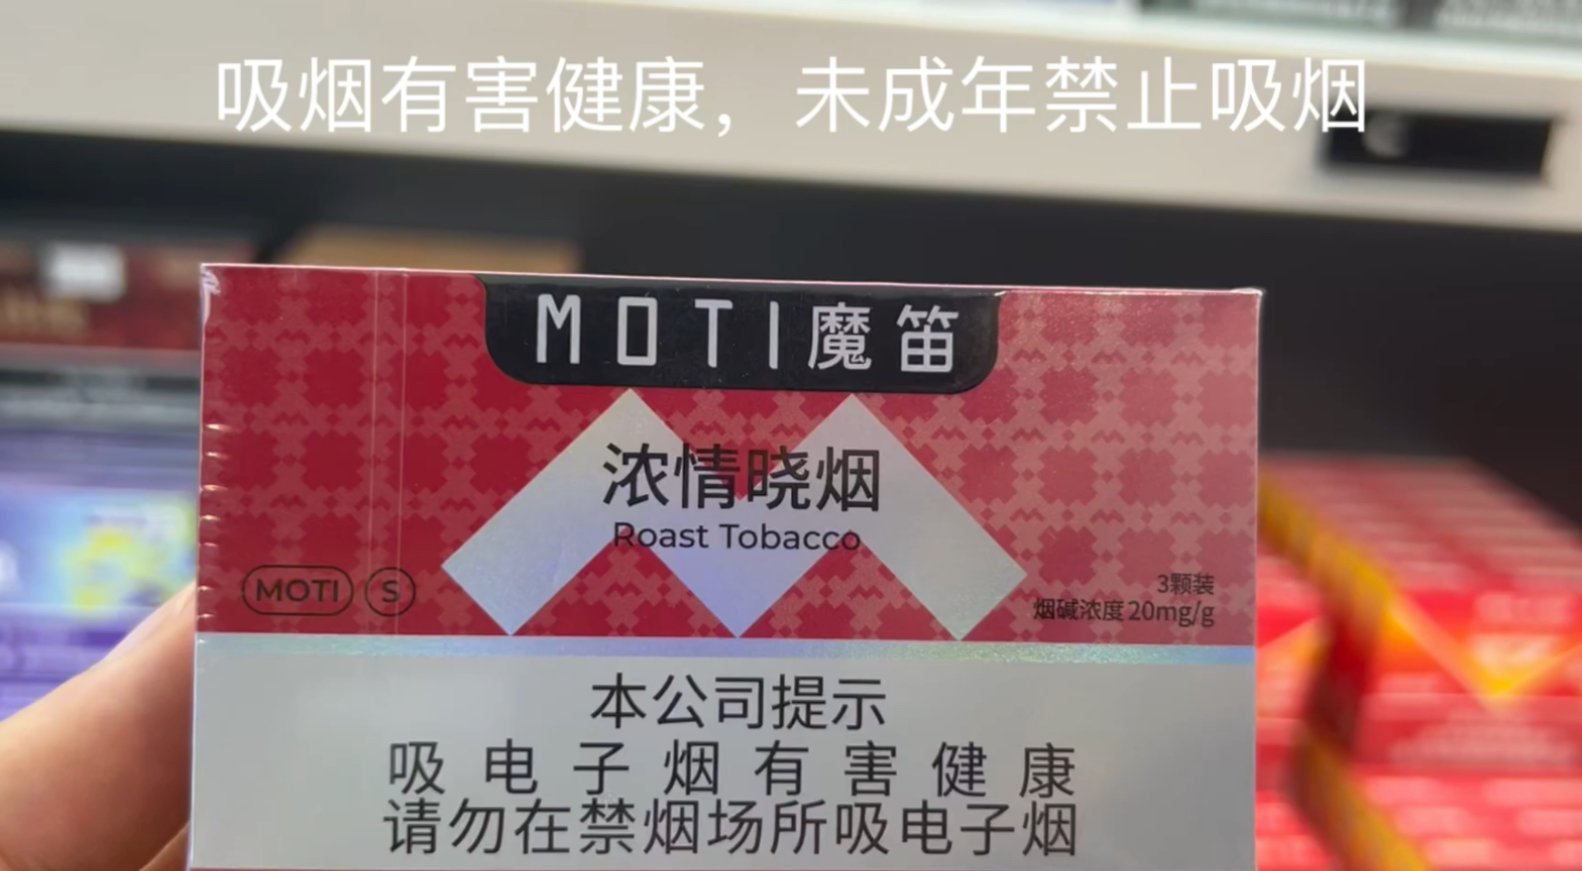 吸烟有害健康，未成年禁止吸烟
MOTI魔笛
浓情晓烟
Roast Tobacco
MOTI S
3颗装
烟碱浓度20mg/g
本公司提示
吸电子烟有害健康
请勿在禁烟场所吸电子烟